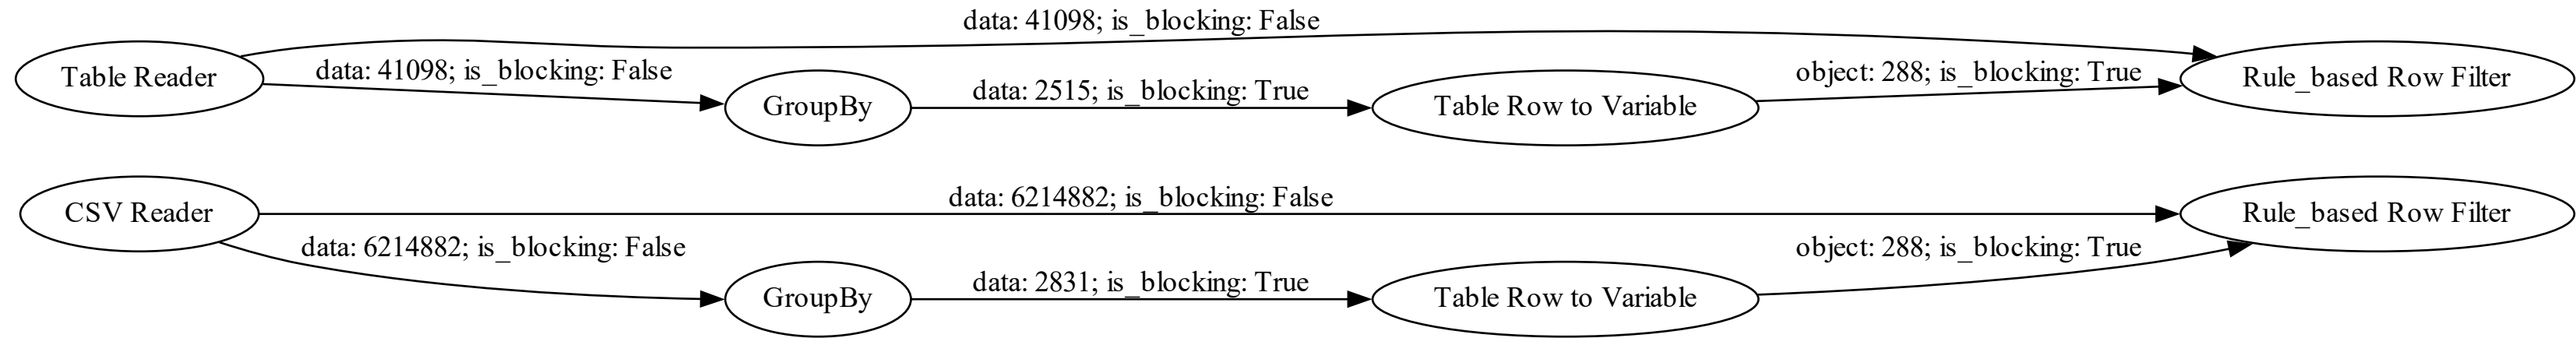 data: 41098; is_blocking: False
Table Reader
data: 41098; is_blocking: False
GroupBy
data: 2515; is_blocking: True
Table Row to Variable
object: 288; is_blocking: True
Rule_based Row Filter
CSV Reader
data: 6214882; is_blocking: False
Rule_based Row Filter
data: 6214882; is_blocking: False
GroupBy
data: 2831; is_blocking: True
Table Row to Variable
object: 288; is_blocking: True